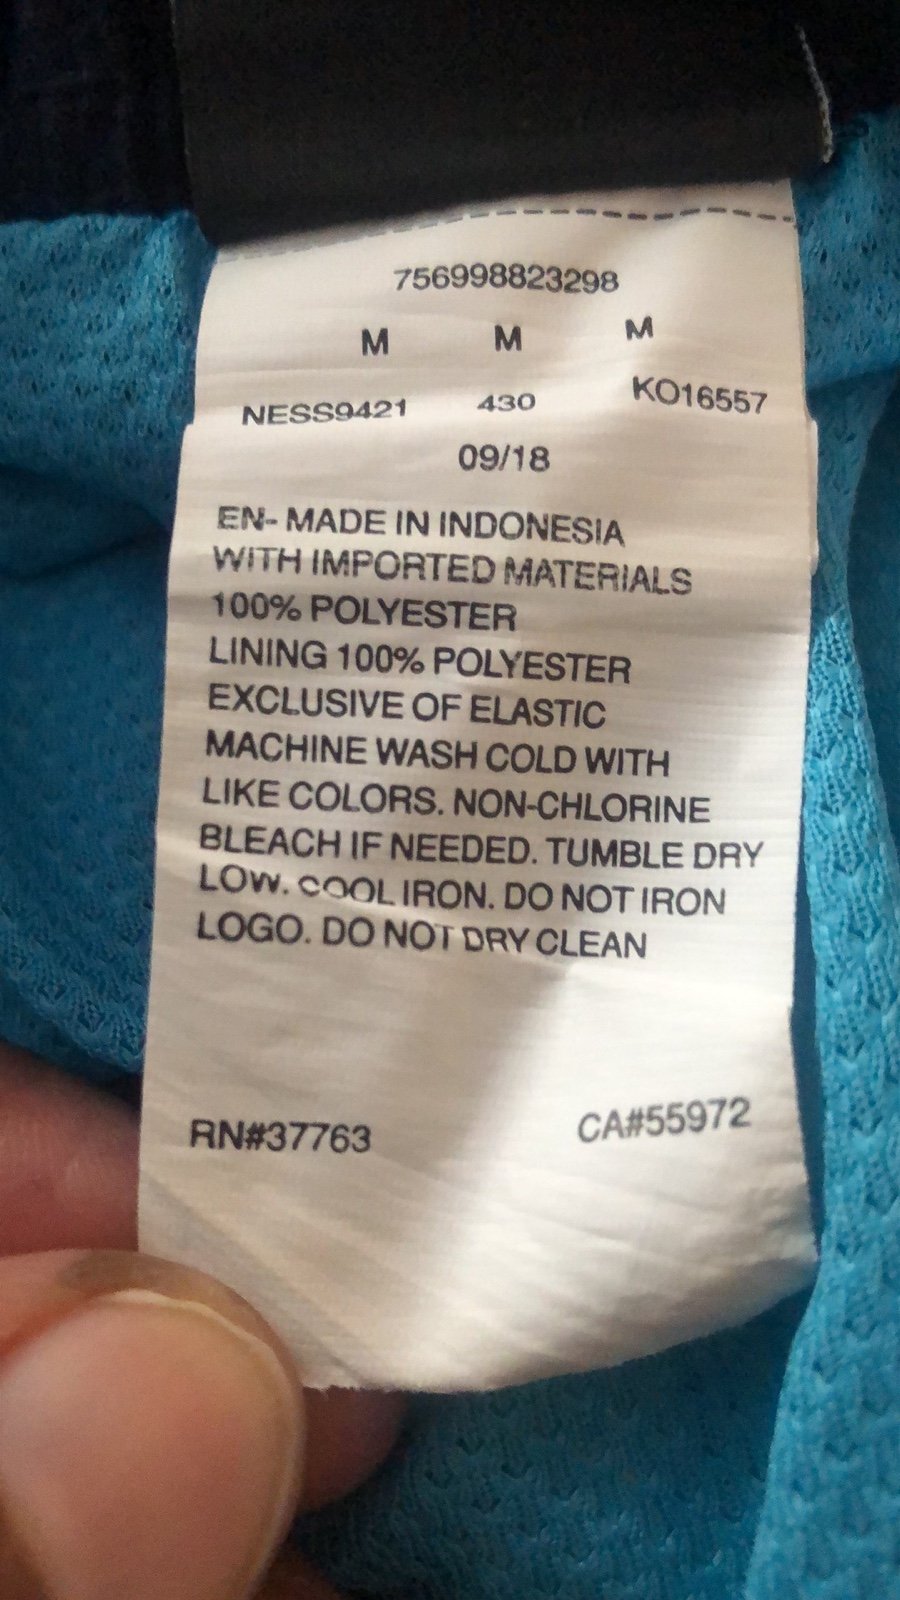 756998823298
M M M
NESS9421 430 KO16557
09/18
EN- MADE IN INDONESIA
WITH IMPORTED MATERIALS
100% POLYESTER
LINING 100% POLYESTER
EXCLUSIVE OF ELASTIC
MACHINE WASH COLD WITH
LIKE COLORS. NON-CHLORINE
BLEACH IF NEEDED. TUMBLE DRY
LOW. COOL IRON. DO NOT IRON
LOGO. DO NOT DRY CLEAN
RN#37763 CA#55972